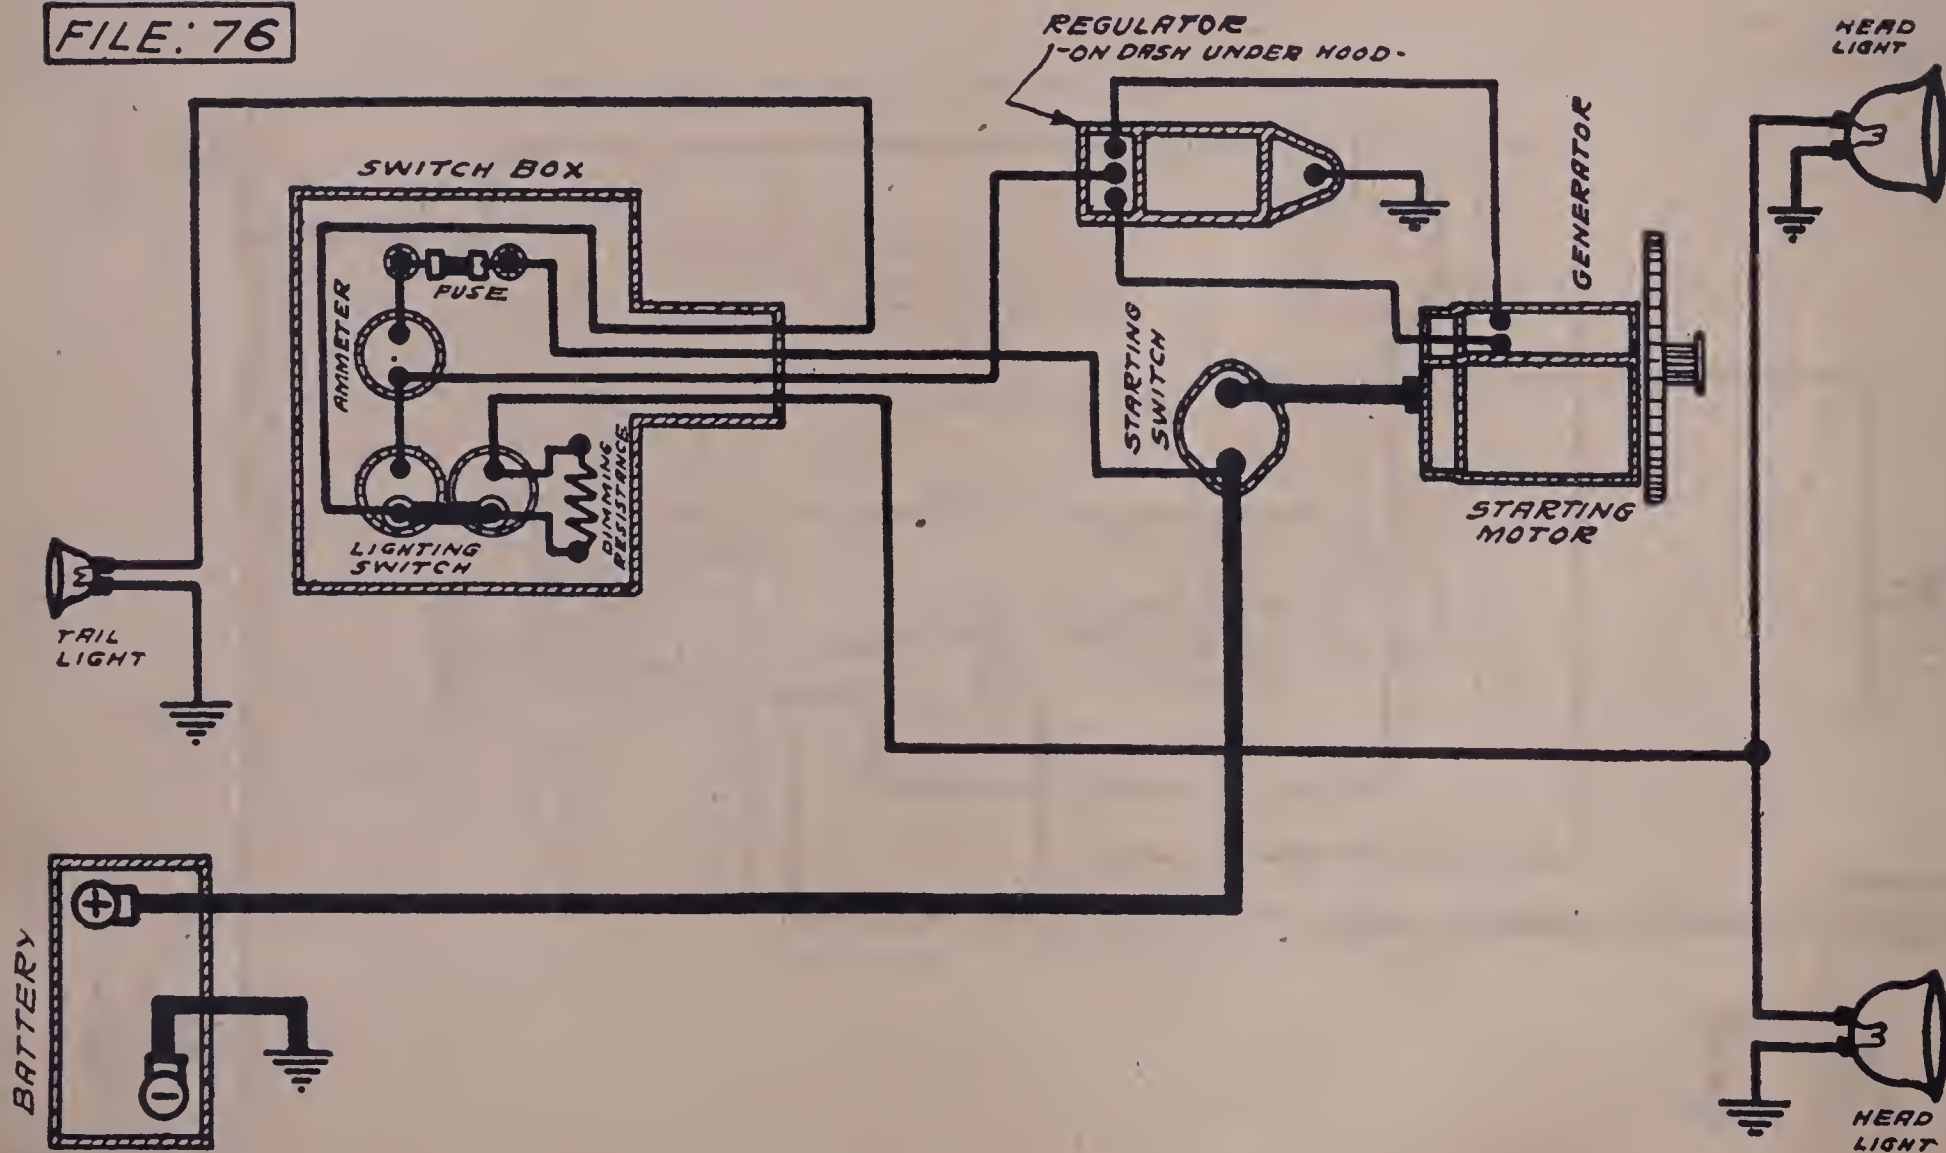 FILE: 76
REGULATOR
-ON DASH UNDER HOOD-
HEAD
LIGHT
SWITCH BOX
GENERATOR
FUSE
AMMETER
STARTING
SWITCH
DIMMING
RESISTANCE
LIGHTING
SWITCH
STARTING
MOTOR
TAIL
LIGHT
BATTERY
+
−
HEAD
LIGHT